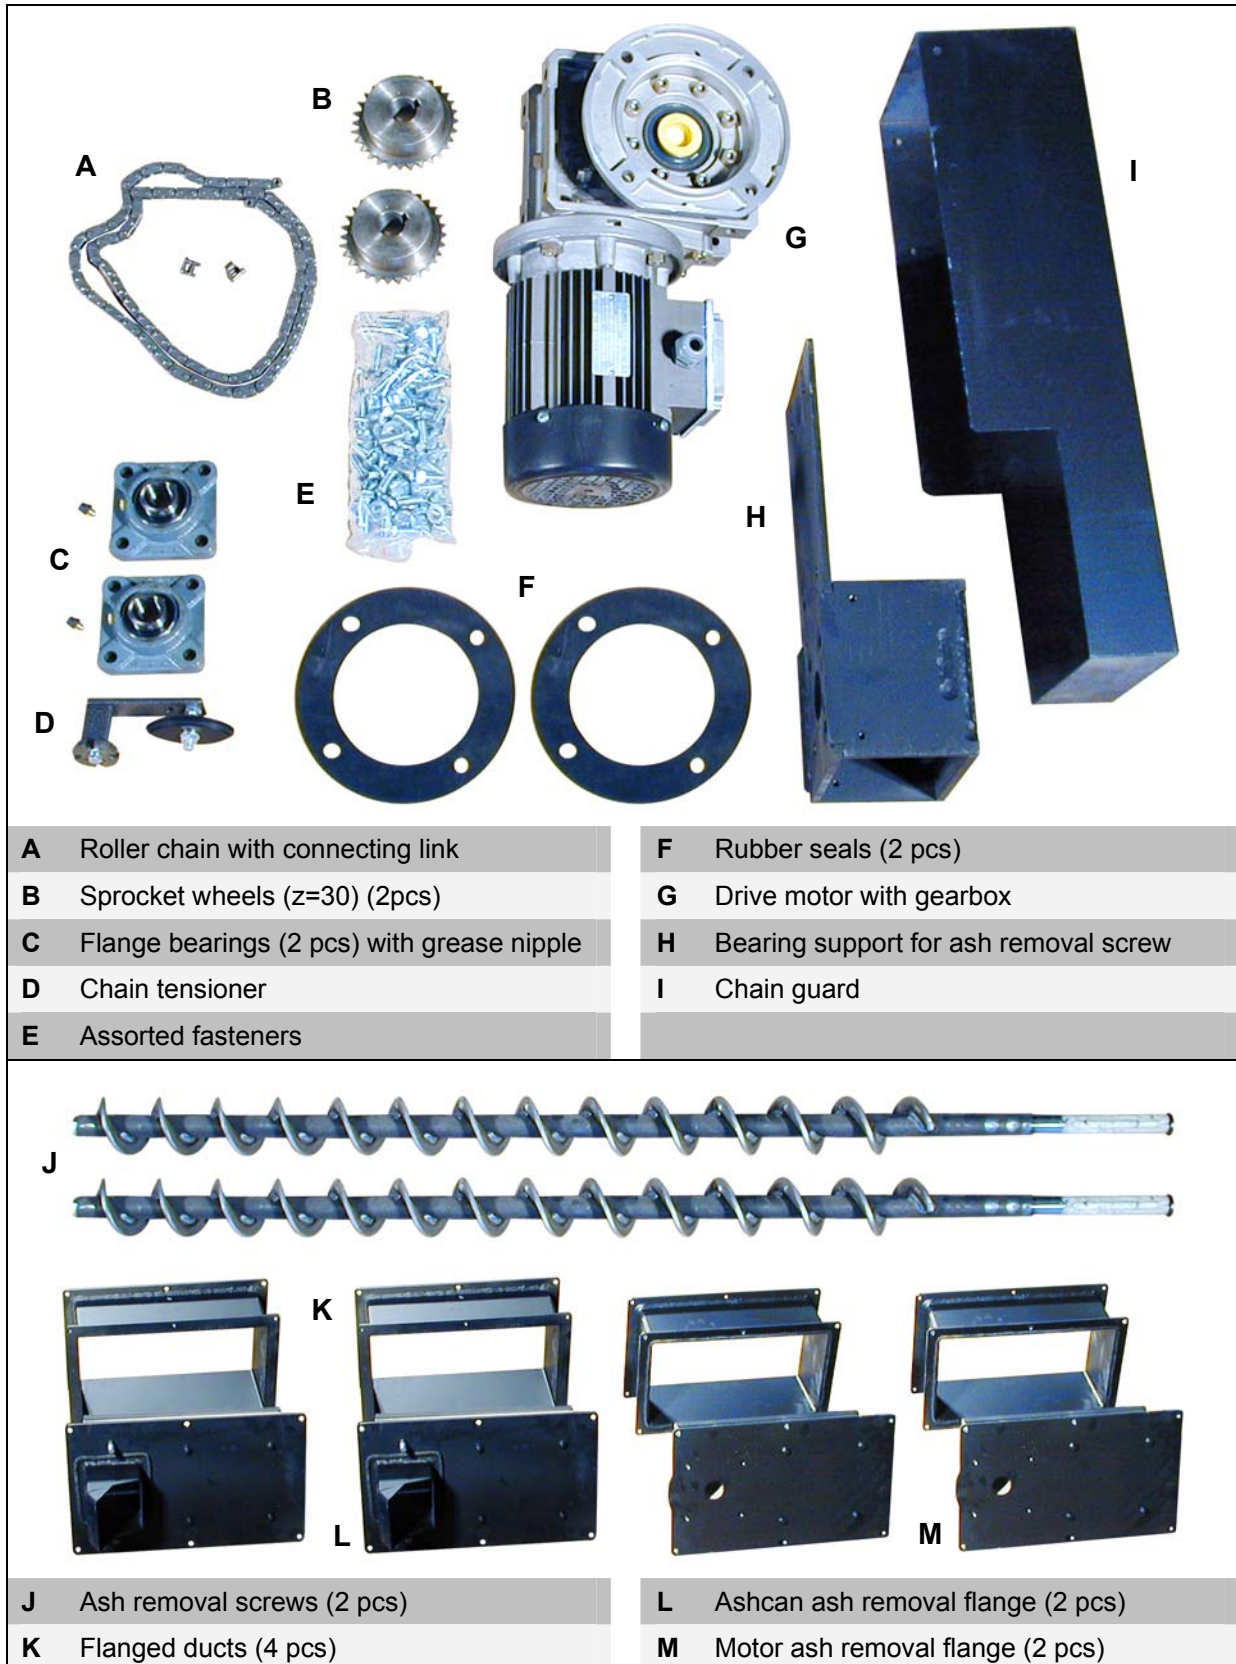 B
A
I
G
E
H
C
F
D
A Roller chain with connecting link
F Rubber seals (2 pcs)
B Sprocket wheels (z=30) (2pcs)
G Drive motor with gearbox
C Flange bearings (2 pcs) with grease nipple
H Bearing support for ash removal screw
D Chain tensioner
I Chain guard
E Assorted fasteners
J
K
L
M
J Ash removal screws (2 pcs)
L Ashcan ash removal flange (2 pcs)
K Flanged ducts (4 pcs)
M Motor ash removal flange (2 pcs)